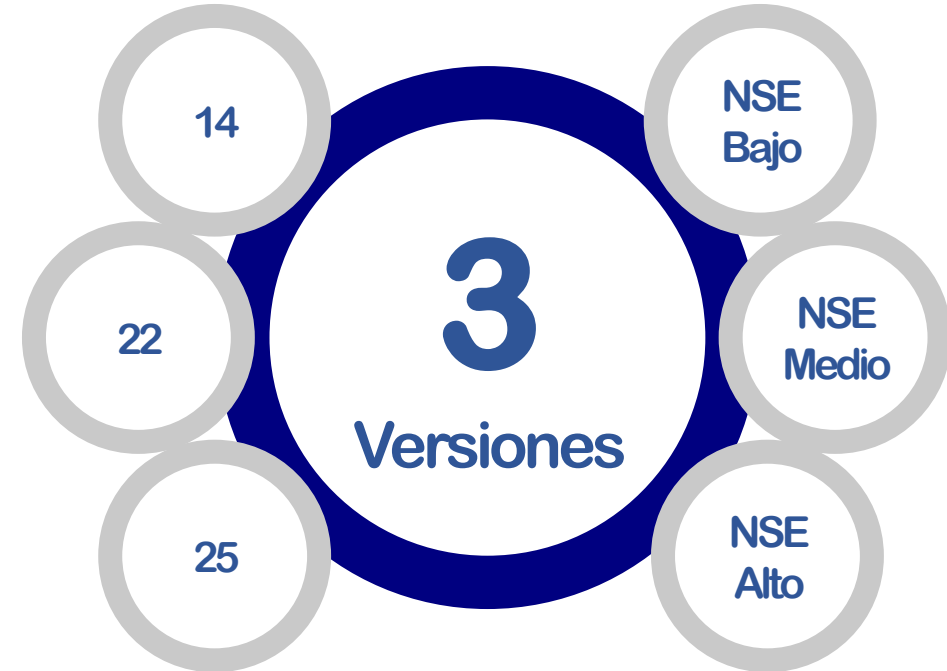 14
NSE
Bajo
3
22
NSE
Medio
Versiones
25
NSE
Alto